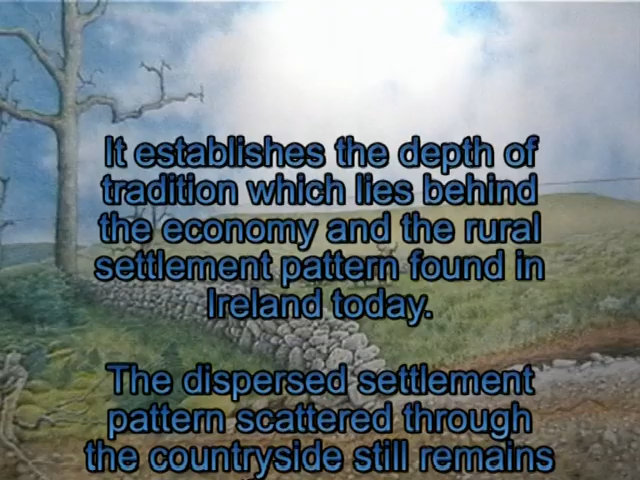 It establishes the depth of
tradition which lies behind
the economy and the rural
settlement pattern found in
Ireland today.
The dispersed settlement
pattern scattered through
the countryside still remains